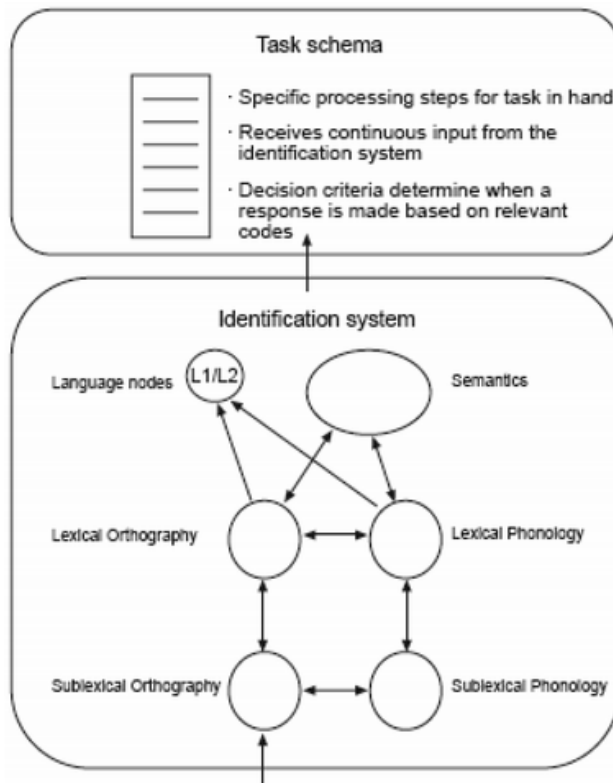 Task schema
· Specific processing steps for task in hand
· Receives continuous input from the
identification system
· Decision criteria determine when a
response is made based on relevant
codes
Identification system
Language nodes
L1/L2
Semantics
Lexical Orthography
Lexical Phonology
Sublexical Orthography
Sublexical Phonology